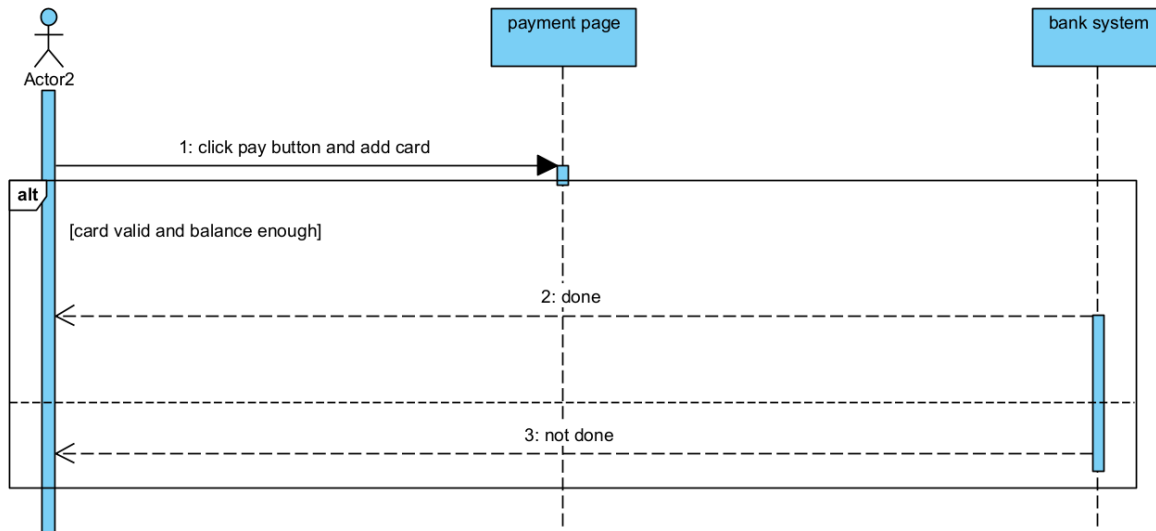 payment page
bank system
Actor2
1: click pay button and add card
alt
[card valid and balance enough]
2: done
3: not done